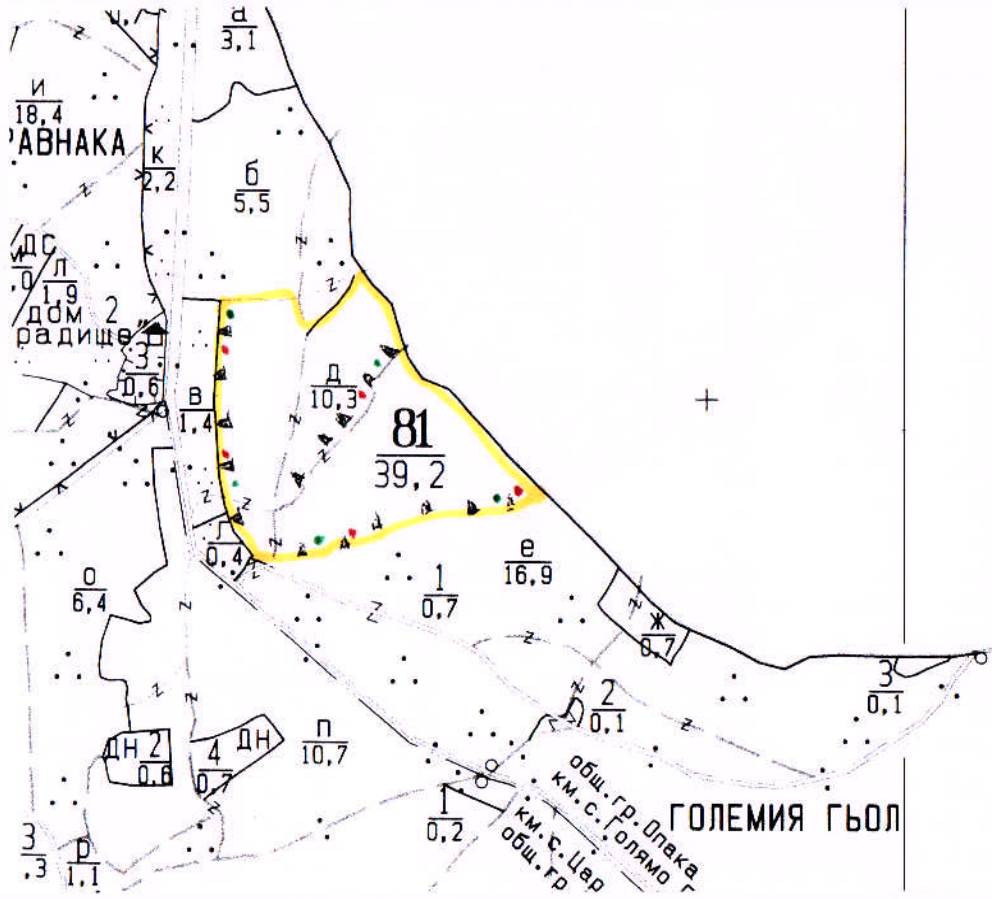 а
3,1
и
18,4
РАВНАКА
к
2,2
б
5,5
ДС
Л
1,9
дом 2
радище"
З
0,6
в
1,4
д
10,3
81
39,2
0,4
1
0,7
е
16,9
о
6,4
Ж
0,7
2
0,1
З
0,1
ДН 2
0,6
4
0,7
ДН
п
10,7
1
0,2
общ. гр. Опака
км. с. Голямо
км. с. Цар
общ. гр
ГОЛЕМИЯ ГЬОЛ
З
,3
р
1,1